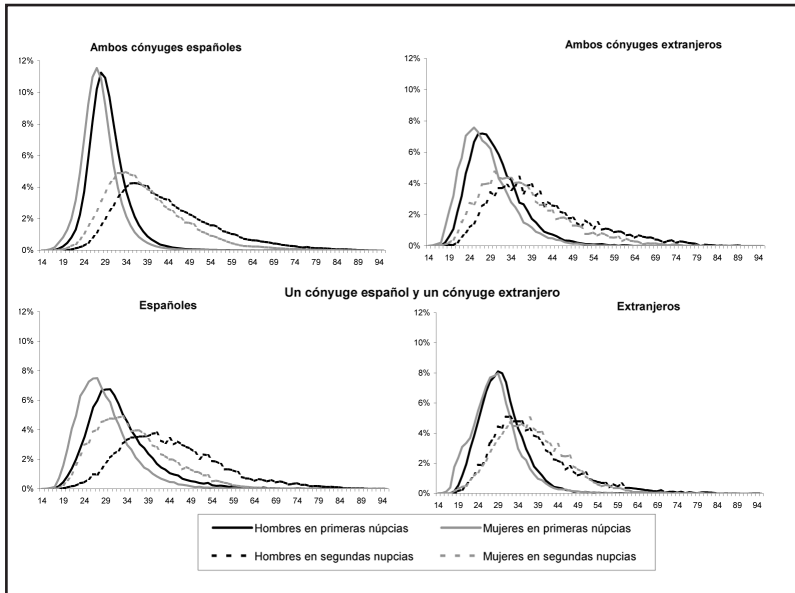 Ambos cónyuges españoles
12%
10%
8%
6%
4%
2%
0%
14 19 24 29 34 39 44 49 54 59 64 69 74 79 84 89 94
Ambos cónyuges extranjeros
12%
10%
8%
6%
4%
2%
0%
14 19 24 29 34 39 44 49 54 59 64 69 74 79 84 89 94
Un cónyuge español y un cónyuge extranjero
Españoles
12%
10%
8%
6%
4%
2%
0%
14 19 24 29 34 39 44 49 54 59 64 69 74 79 84 89 94
Extranjeros
12%
10%
8%
6%
4%
2%
0%
14 19 24 29 34 39 44 49 54 59 64 69 74 79 84 89 94
Hombres en primeras núpcias
Mujeres en primeras núpcias
Hombres en segundas nupcias
Mujeres en segundas nupcias